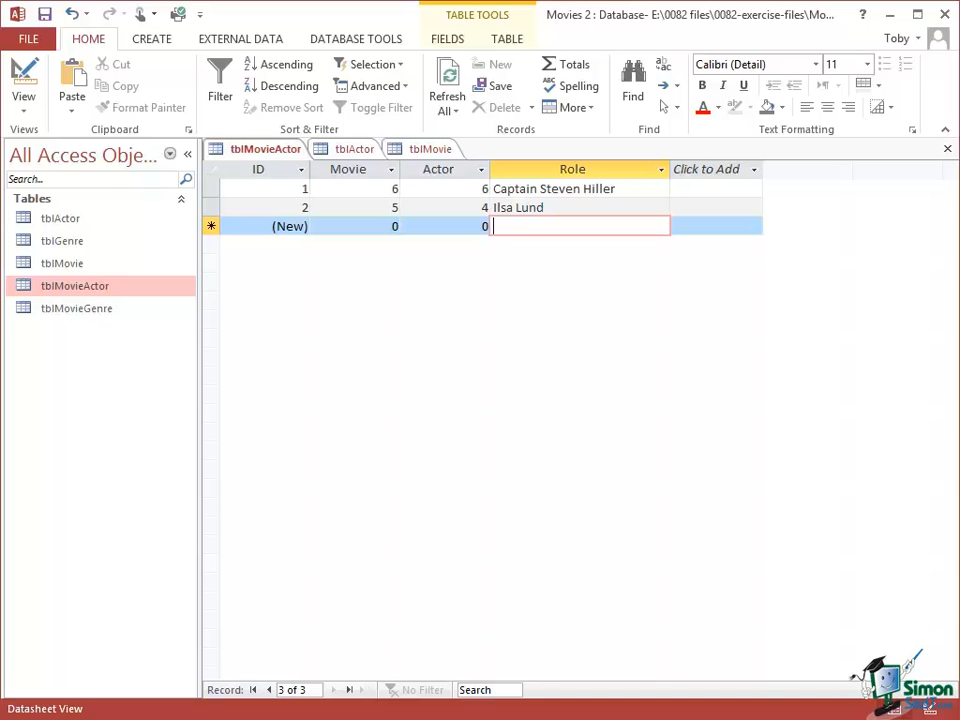 TABLE TOOLS
Movies 2 : Database- E:\0082 files\0082-exercise-files\Mo...
?
FILE HOME CREATE EXTERNAL DATA DATABASE TOOLS FIELDS TABLE Toby
View
Views
Paste
Cut
Copy
Format Painter
Clipboard
Filter
Ascending
Descending
Remove Sort
Selection
Advanced
Toggle Filter
Sort & Filter
Refresh
All
New
Save
Delete
Totals
Spelling
More
Records
Find
Find
Calibri (Detail) 11
B I U
A
Text Formatting
All Access Obje...
Search...
Tables
tblActor
tblGenre
tblMovie
tblMovieActor
tblMovieGenre
tblMovieActor tblActor tblMovie
ID Movie Actor Role Click to Add
1 6 6 Captain Steven Hiller
2 5 4 Ilsa Lund
* (New) 0 0
Record: 3 of 3 No Filter Search
Datasheet View
Simon